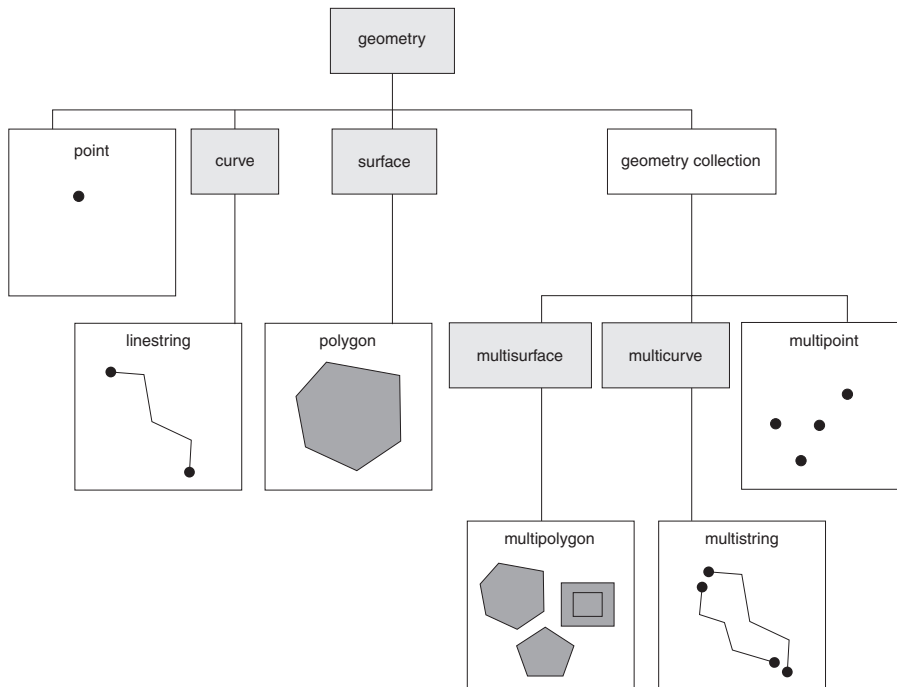 geometry
point
curve
surface
geometry collection
linestring
polygon
multisurface
multicurve
multipoint
multipolygon
multistring